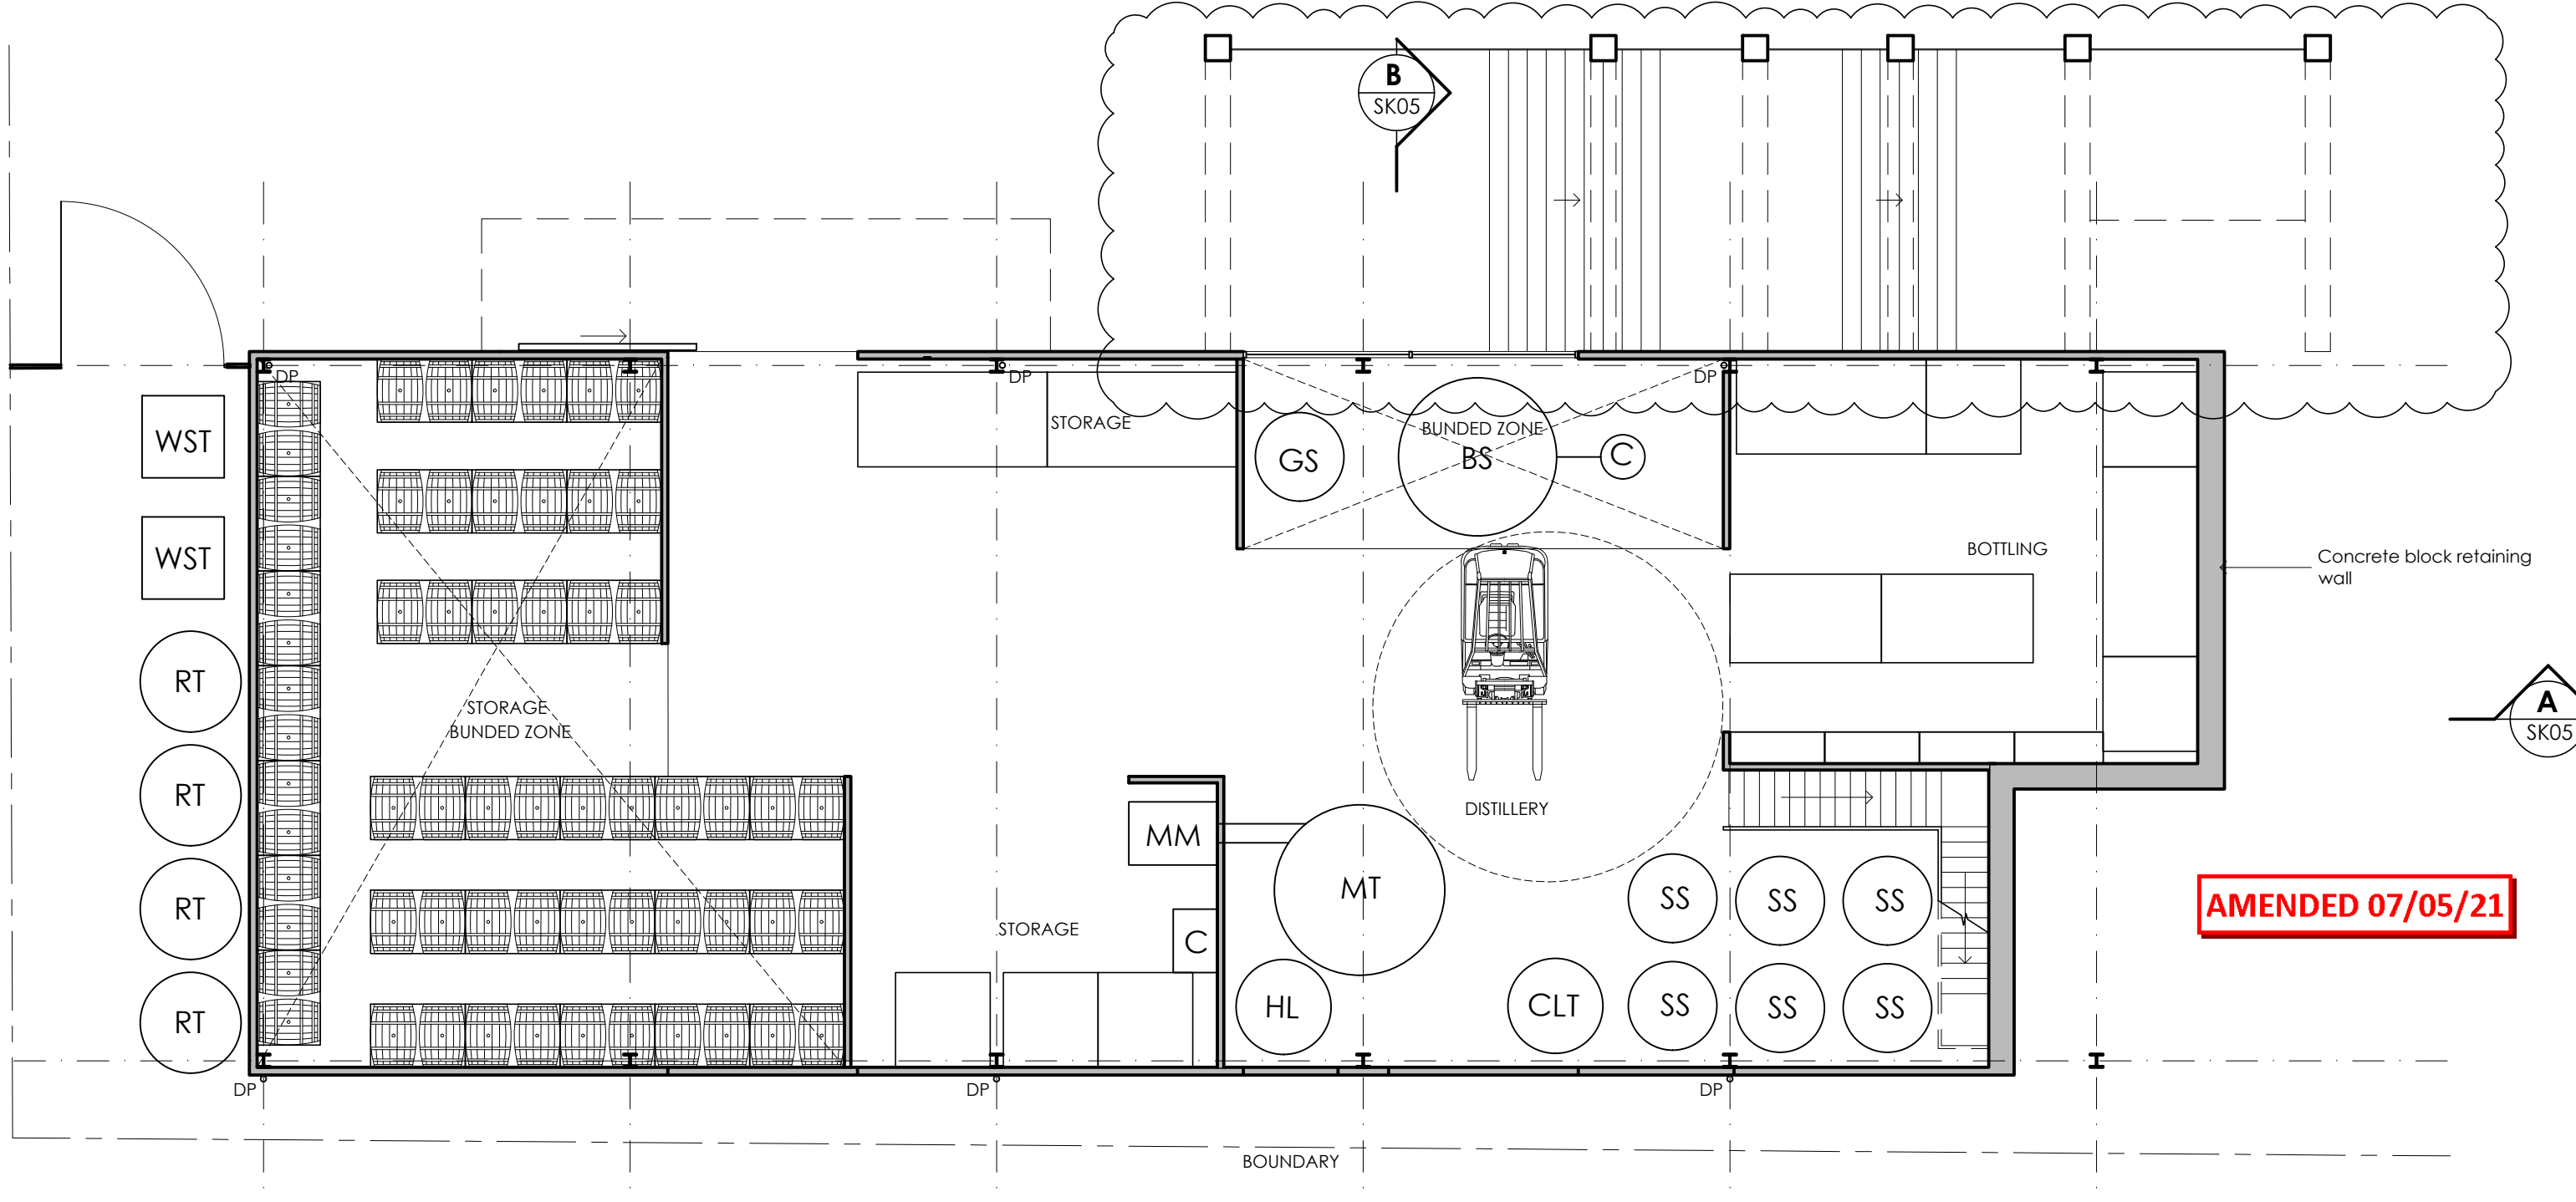 B
SK05
DP
DP
DP
WST
STORAGE
BUNDED ZONE
GS
BS
C
WST
BOTTLING
Concrete block retaining
wall
RT
STORAGE
BUNDED ZONE
A
SK05
RT
DISTILLERY
MM
MT
RT
SS
SS
SS
AMENDED 07/05/21
STORAGE
C
RT
HL
CLT
SS
SS
SS
DP
DP
DP
BOUNDARY